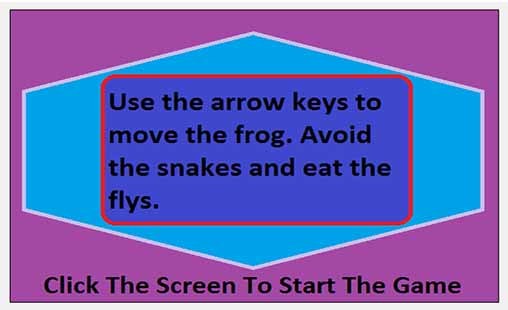 Use the arrow keys to
move the frog. Avoid
the snakes and eat the
flys.
Click The Screen To Start The Game